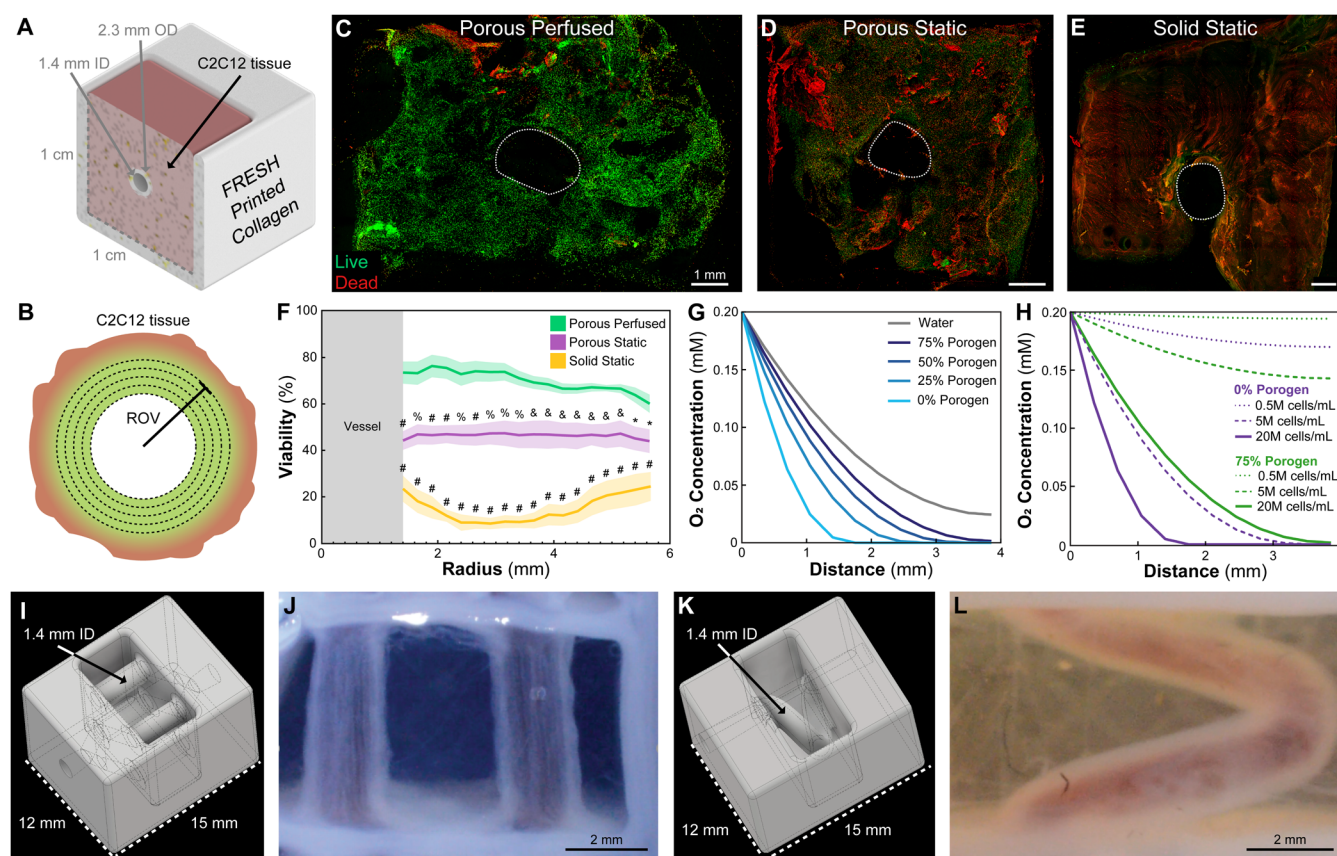 A
2.3 mm OD
1.4 mm ID
C2C12 tissue
1 cm
1 cm
FRESH
Printed
Collagen
C
Porous Perfused
Live
Dead
1 mm
D
Porous Static
E
Solid Static
B
C2C12 tissue
ROV
F
Viability (%)
100
80
60
40
20
0
Vessel
Porous Perfused
Porous Static
Solid Static
# % # # % # % % % & & & & & & & * *
# # # # # # # # # # # # # # # # # #
0
2
4
6
Radius (mm)
G
O₂ Concentration (mM)
0.20
0.15
0.10
0.05
0
Water
75% Porogen
50% Porogen
25% Porogen
0% Porogen
0
1
2
3
4
Distance (mm)
H
O₂ Concentration (mM)
0.20
0.15
0.10
0.05
0
0% Porogen
0.5M cells/mL
5M cells/mL
20M cells/mL
75% Porogen
0.5M cells/mL
5M cells/mL
20M cells/mL
0
1
2
3
Distance (mm)
I
1.4 mm ID
12 mm
15 mm
J
2 mm
K
1.4 mm ID
12 mm
15 mm
L
2 mm